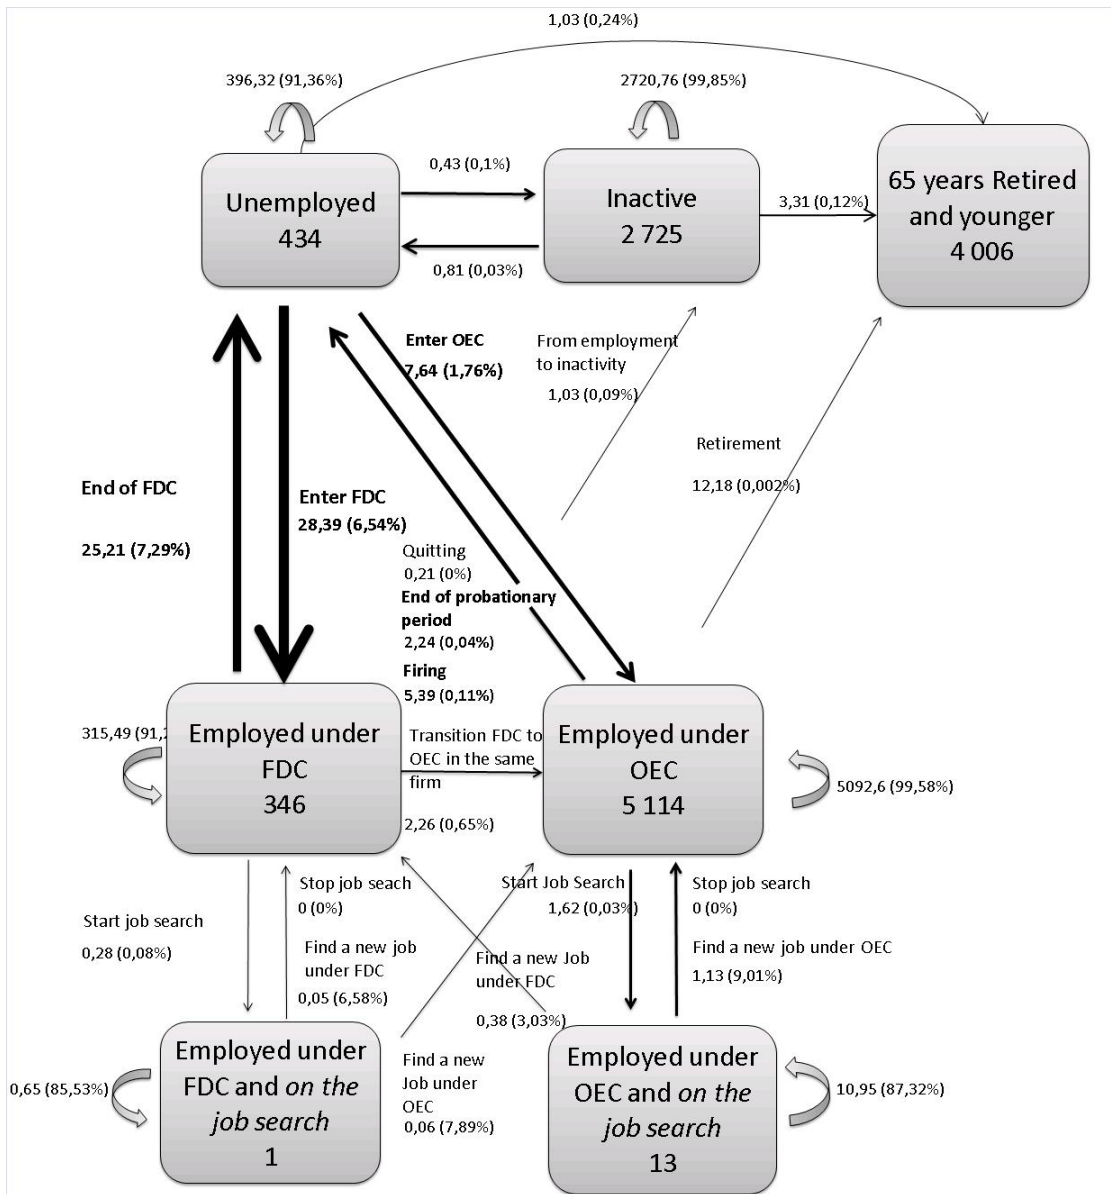 1,03 (0,24%)
396,32 (91,36%)
2720,76 (99,85%)
Unemployed
434
0,43 (0,1%)
0,81 (0,03%)
Inactive
2 725
3,31 (0,12%)
65 years Retired
and younger
4 006
Enter OEC
7,64 (1,76%)
From employment
to inactivity
1,03 (0,09%)
Retirement
12,18 (0,002%)
End of FDC
25,21 (7,29%)
Enter FDC
28,39 (6,54%)
Quitting
0,21 (0%)
End of probationary
period
2,24 (0,04%)
Firing
5,39 (0,11%)
315,49 (91,2
Employed under
FDC
346
Transition FDC to
OEC in the same
firm
2,26 (0,65%)
Employed under
OEC
5 114
5092,6 (99,58%)
Start job search
0,28 (0,08%)
Stop job seach
0 (0%)
Find a new job
under FDC
0,05 (6,58%)
Start Job Search
1,62 (0,03%)
Find a new Job
under FDC
0,38 (3,03%)
Stop job search
0 (0%)
Find a new job under OEC
1,13 (9,01%)
0,65 (85,53%)
Employed under
FDC and on the
job search
1
Find a new
Job under
OEC
0,06 (7,89%)
Employed under
OEC and on the
job search
13
10,95 (87,32%)